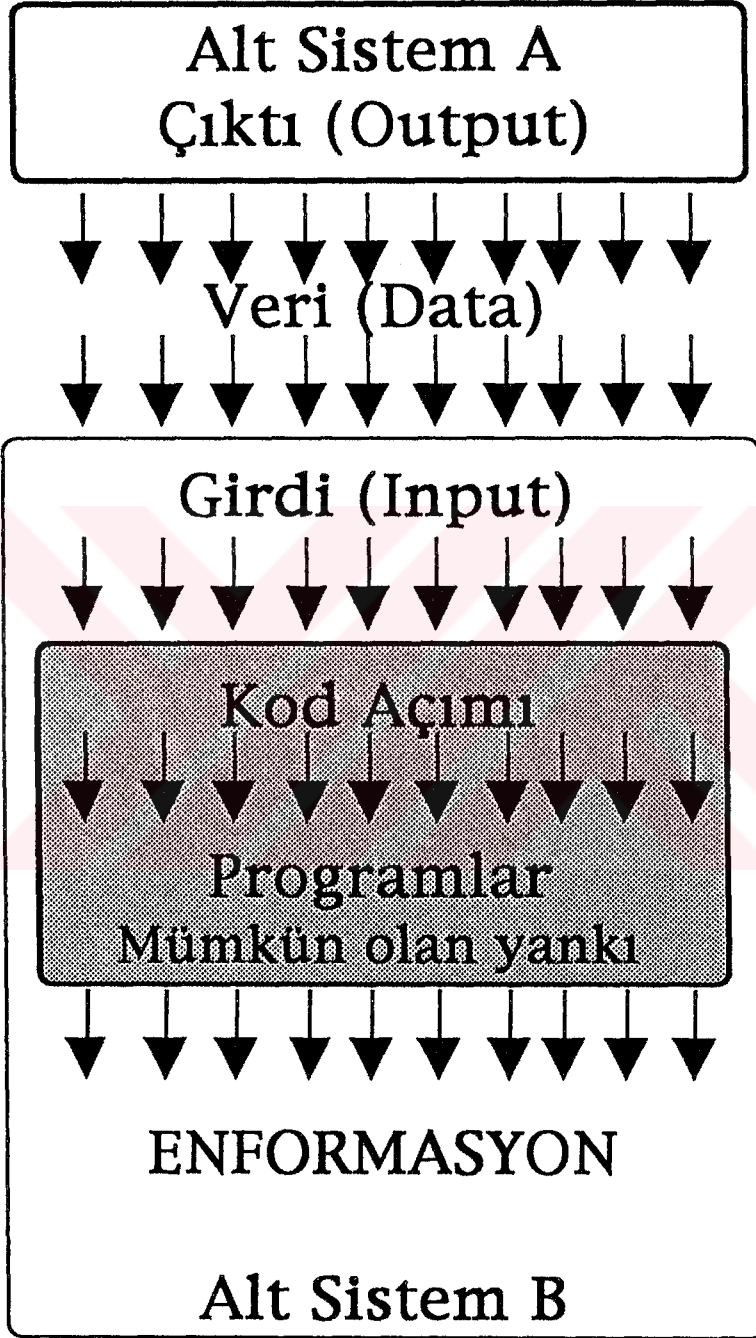 Alt Sistem A
Çıktı (Output)
Veri (Data)
Girdi (Input)
Kod Açımı
Programlar
Mümkün olan yankı
ENFORMASYON
Alt Sistem B